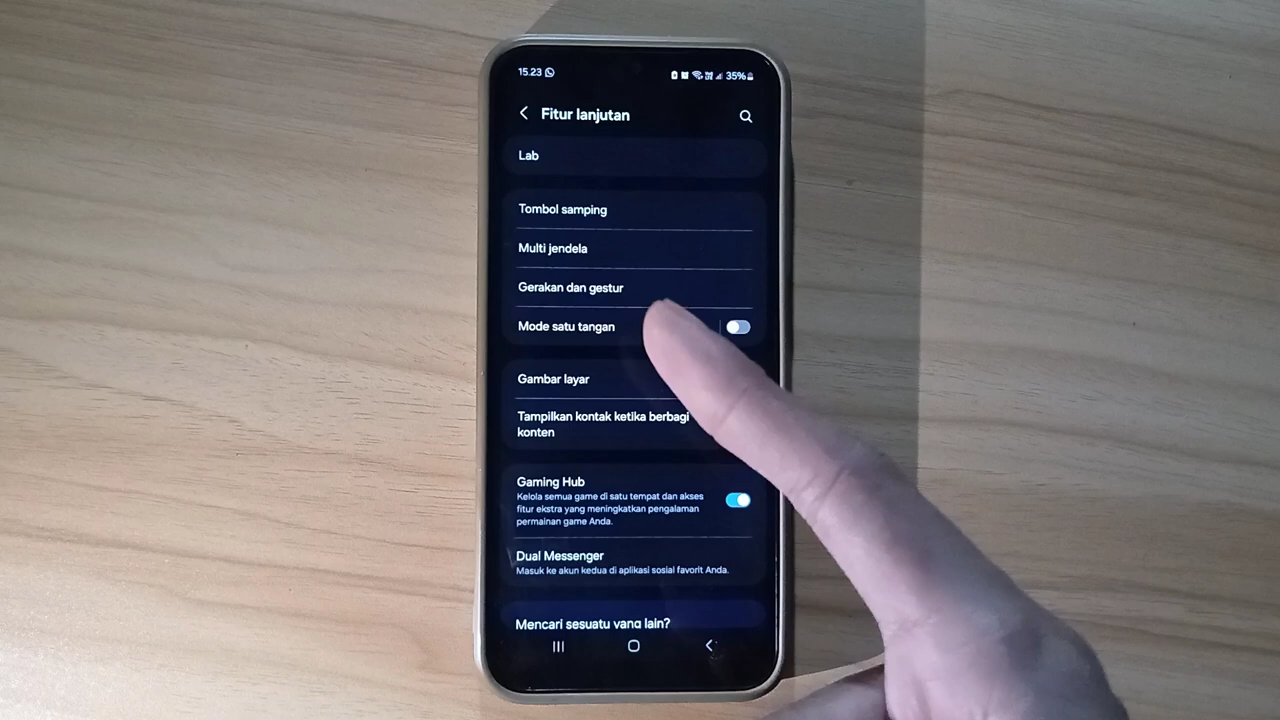 15.23
35%
Fitur lanjutan
Lab
Tombol samping
Multi jendela
Gerakan dan gestur
Mode satu tangan
Gambar layar
Tampilkan kontak ketika berbagi
konten
Gaming Hub
Kelola semua game di satu tempat dan akses
fitur ekstra yang meningkatkan pengalaman
permainan game Anda.
Dual Messenger
Masuk ke akun kedua di aplikasi sosial favorit Anda.
Mencari sesuatu yang lain?